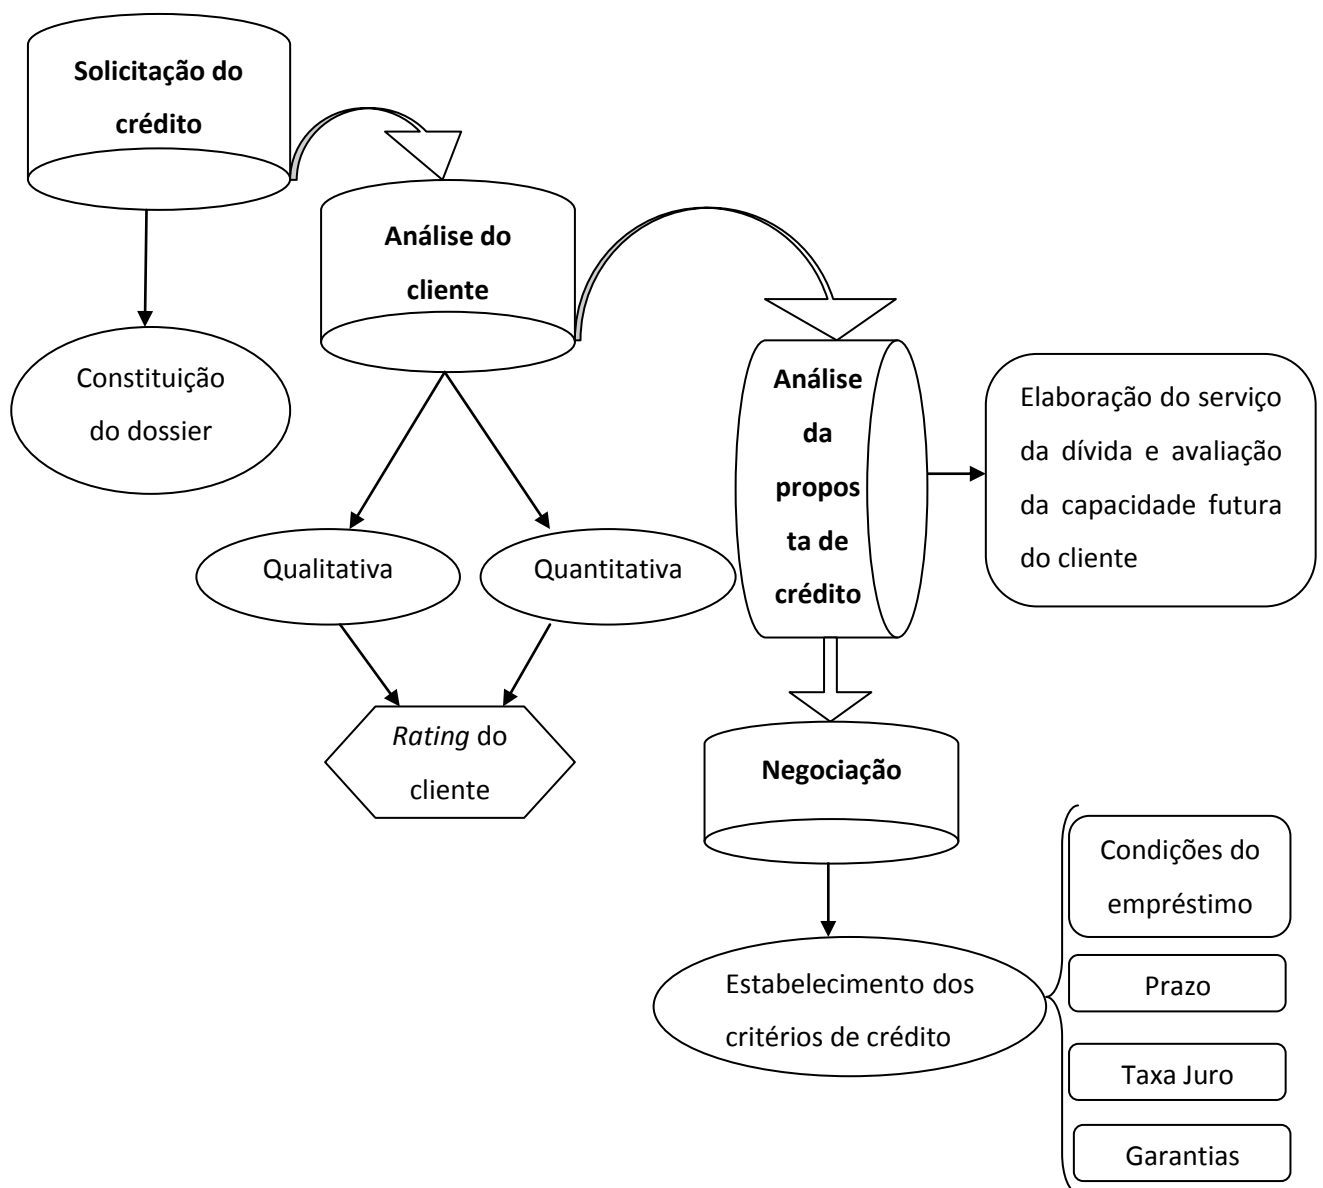 Solicitação do
crédito
Análise do
cliente
Constituição
do dossier
Análise
da
propos
ta de
crédito
Elaboração do serviço
da dívida e avaliação
da capacidade futura
do cliente
Qualitativa
Quantitativa
Rating do
cliente
Negociação
Estabelecimento dos
critérios de crédito
Condições do
empréstimo
Prazo
Taxa Juro
Garantias